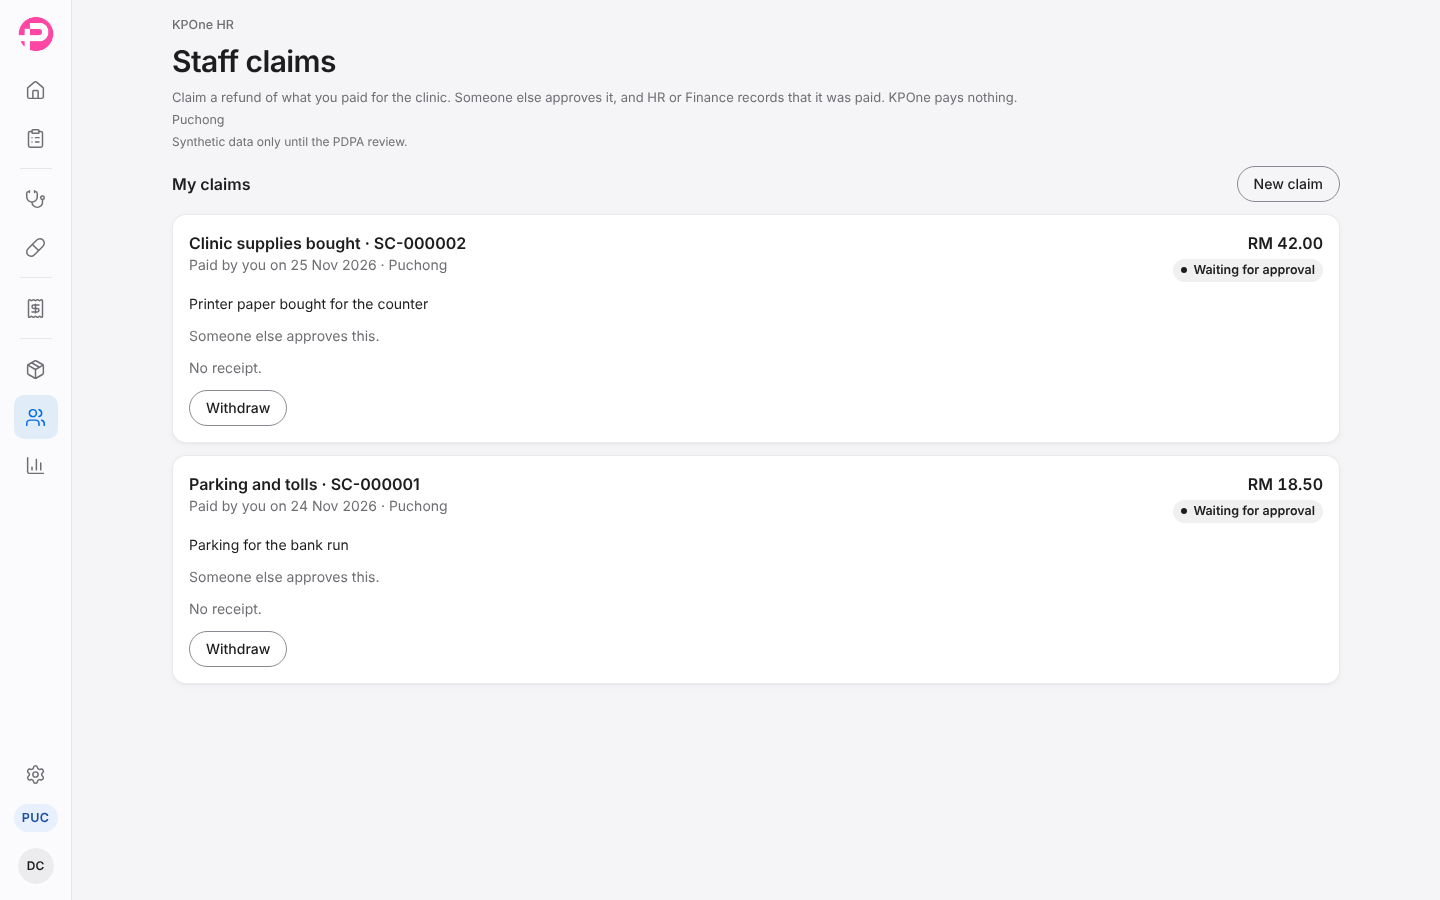 KPOne HR
Staff claims
Claim a refund of what you paid for the clinic. Someone else approves it, and HR or Finance records that it was paid. KPOne pays nothing.
Puchong
Synthetic data only until the PDPA review.
My claims
New claim
Clinic supplies bought · SC-000002
RM 42.00
Paid by you on 25 Nov 2026 · Puchong
Waiting for approval
Printer paper bought for the counter
Someone else approves this.
No receipt.
Withdraw
Parking and tolls · SC-000001
RM 18.50
Paid by you on 24 Nov 2026 · Puchong
Waiting for approval
Parking for the bank run
Someone else approves this.
No receipt.
Withdraw
PUC
DC